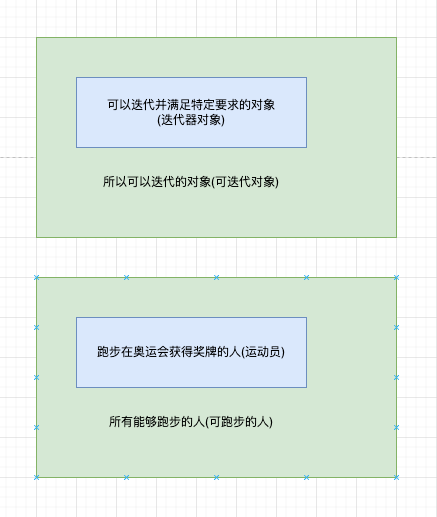 可以迭代并满足特定要求的对象
(迭代器对象)
所以可以迭代的对象(可迭代对象)
跑步在奥运会获得奖牌的人(运动员)
所有能够跑步的人(可跑步的人)